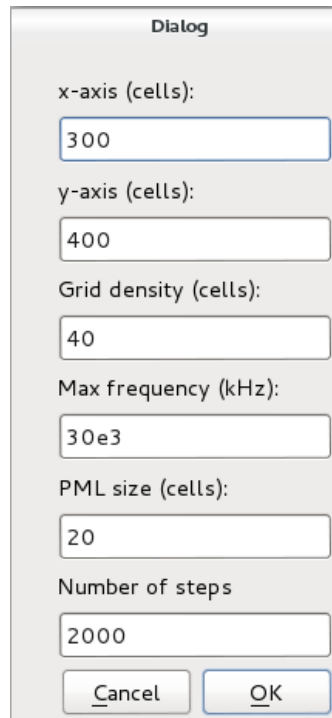 Dialog
x-axis (cells):
300
y-axis (cells):
400
Grid density (cells):
40
Max frequency (kHz):
30e3
PML size (cells):
20
Number of steps
2000
Cancel OK